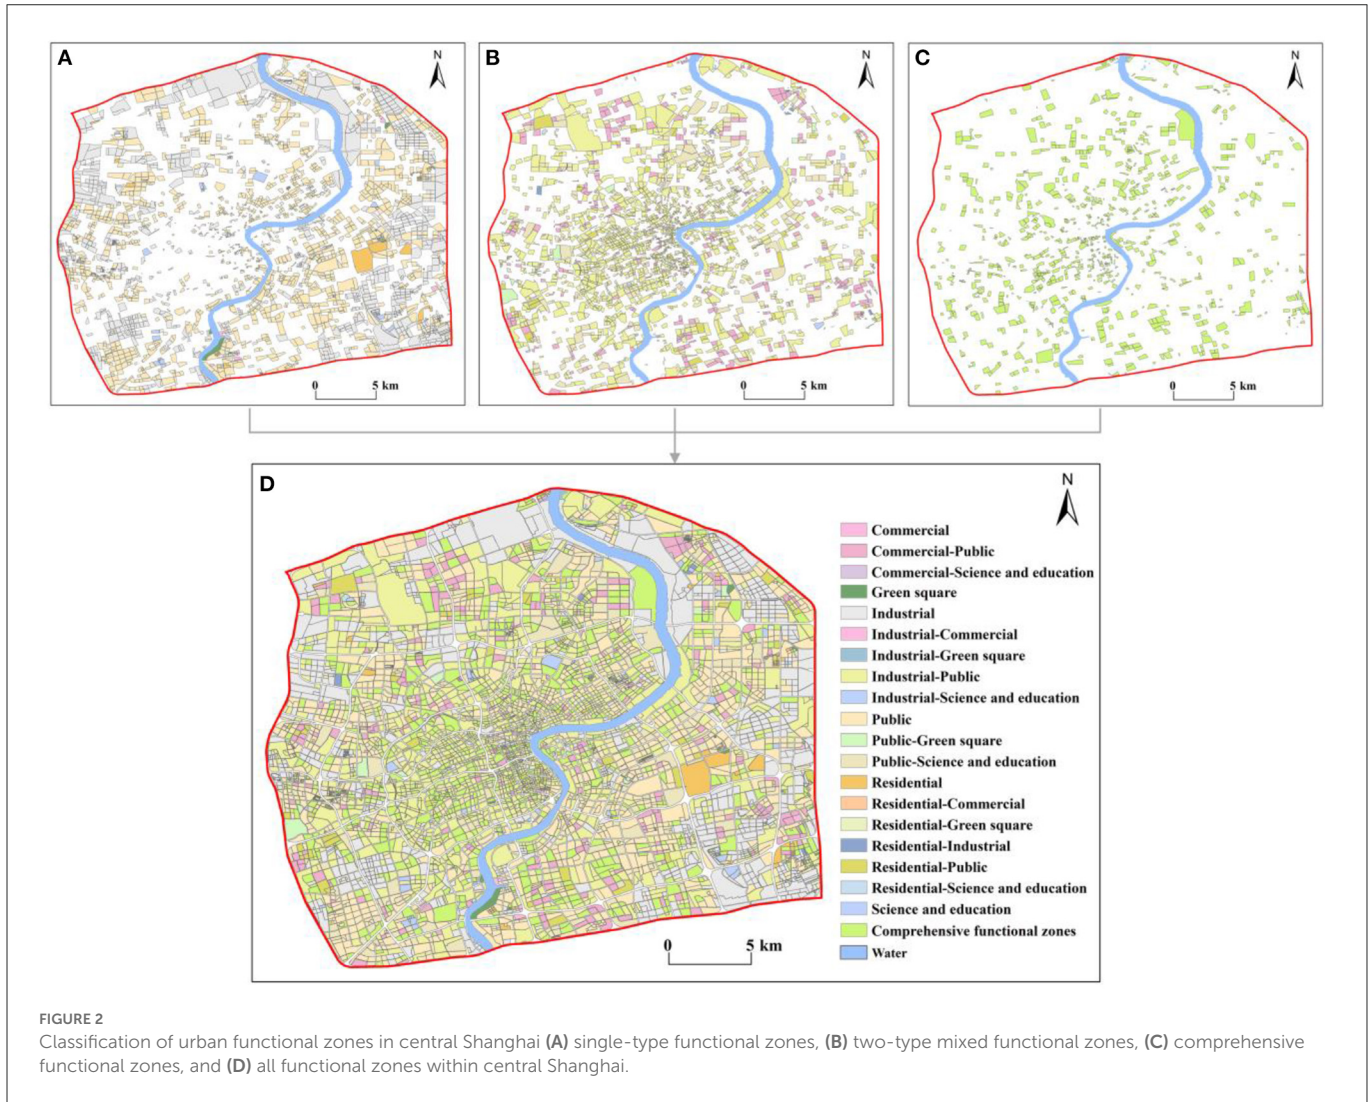 A
N
0 5 km
B
N
0 5 km
C
N
0 5 km
D
N
Commercial
Commercial-Public
Commercial-Science and education
Green square
Industrial
Industrial-Commercial
Industrial-Green square
Industrial-Public
Industrial-Science and education
Public
Public-Green square
Public-Science and education
Residential
Residential-Commercial
Residential-Green square
Residential-Industrial
Residential-Public
Residential-Science and education
Science and education
Comprehensive functional zones
Water
0 5 km
FIGURE 2
Classification of urban functional zones in central Shanghai (A) single-type functional zones, (B) two-type mixed functional zones, (C) comprehensive
functional zones, and (D) all functional zones within central Shanghai.